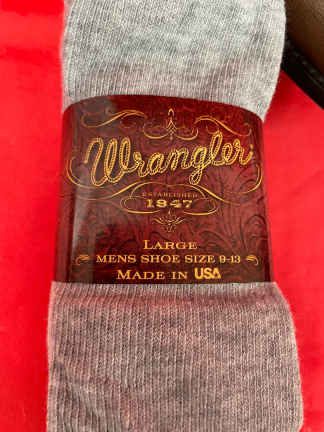 Wrangler
ESTABLISHED
1947
LARGE
MENS SHOE SIZE 9-13
MADE IN USA